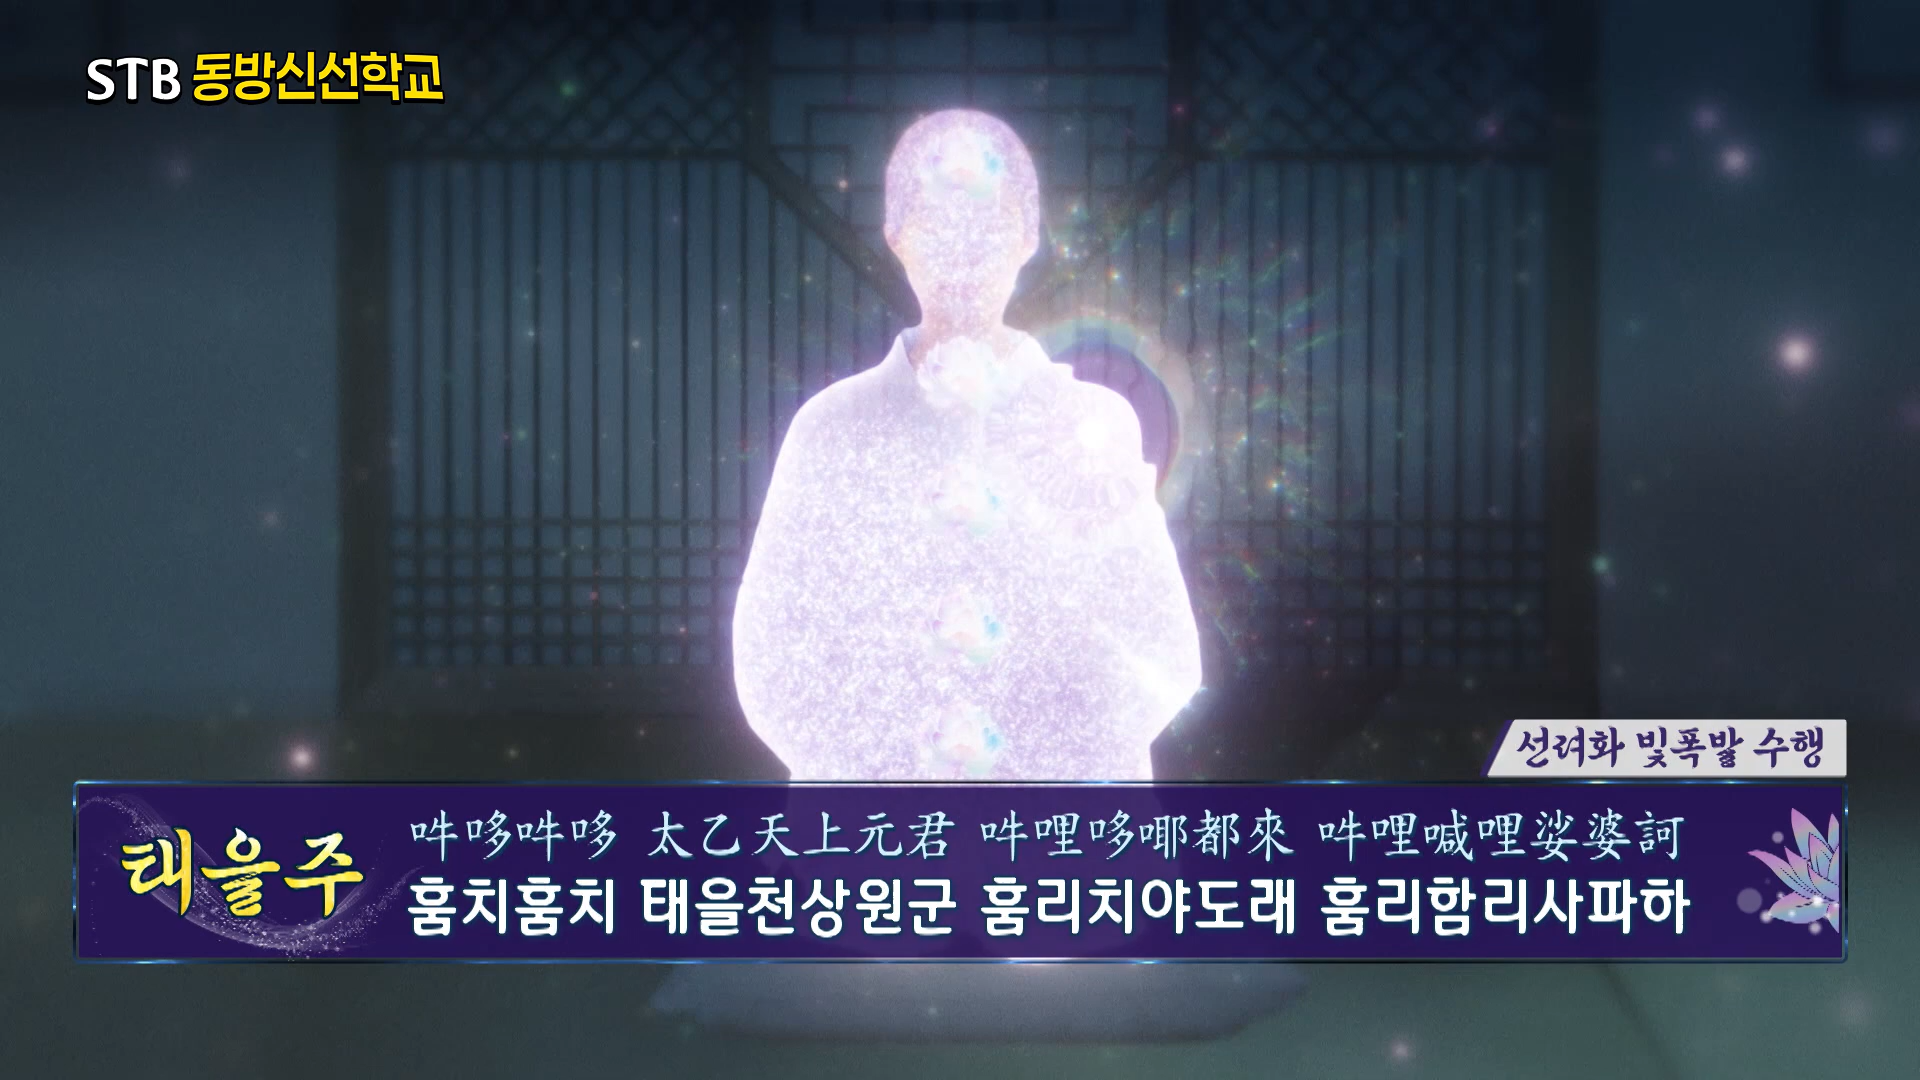 STB 동방신선학교
선려화 빛폭발 수행
태을주
吽哆吽哆 太乙天上元君 吽哩哆㖿都來 吽哩喊哩娑婆訶
훔치훔치 태을천상원군 훔리치야도래 훔리함리사파하